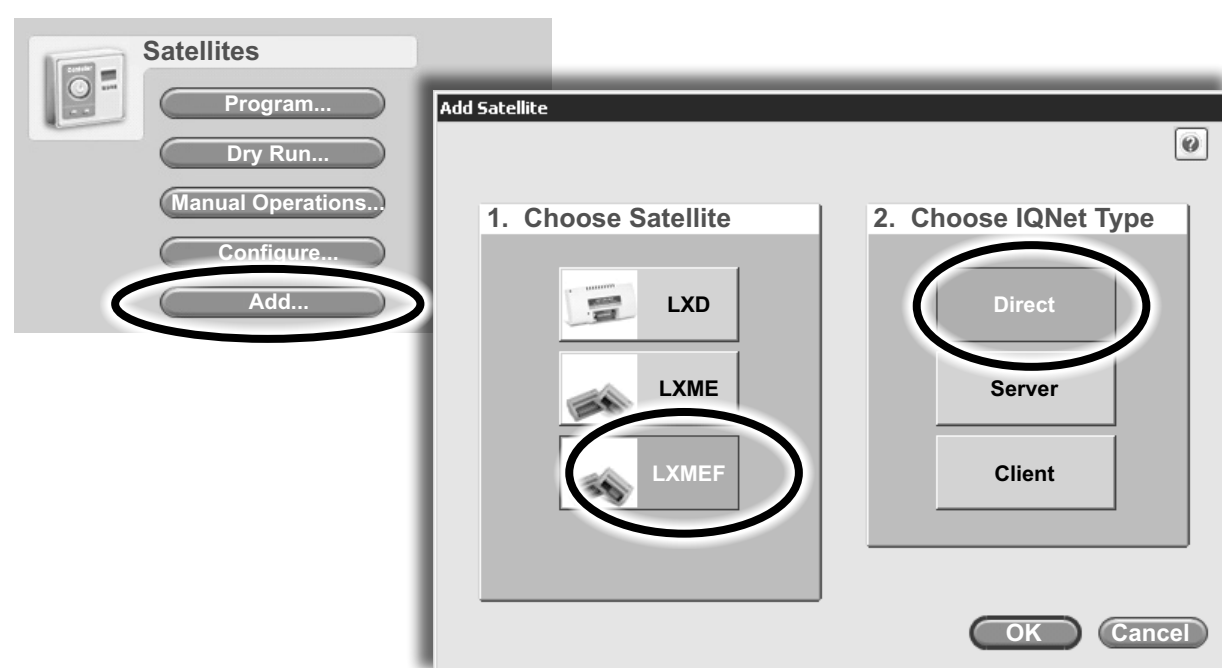 Satellites
Program...
Dry Run...
Manual Operations...
Configure...
Add...
Add Satellite
1. Choose Satellite
LXD
LXME
LXMEF
2. Choose IQNet Type
Direct
Server
Client
OK
Cancel